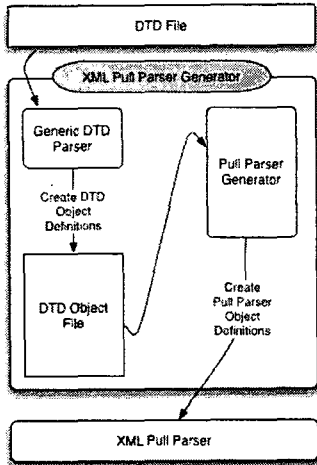 DTD File
XML Pull Parser Generator
Generic DTD
Parser
Create DTD
Object
Definitions
DTD Object
File
Pull Parser
Generator
Create
Pull Parser
Object
Definitions
XML Pull Parser